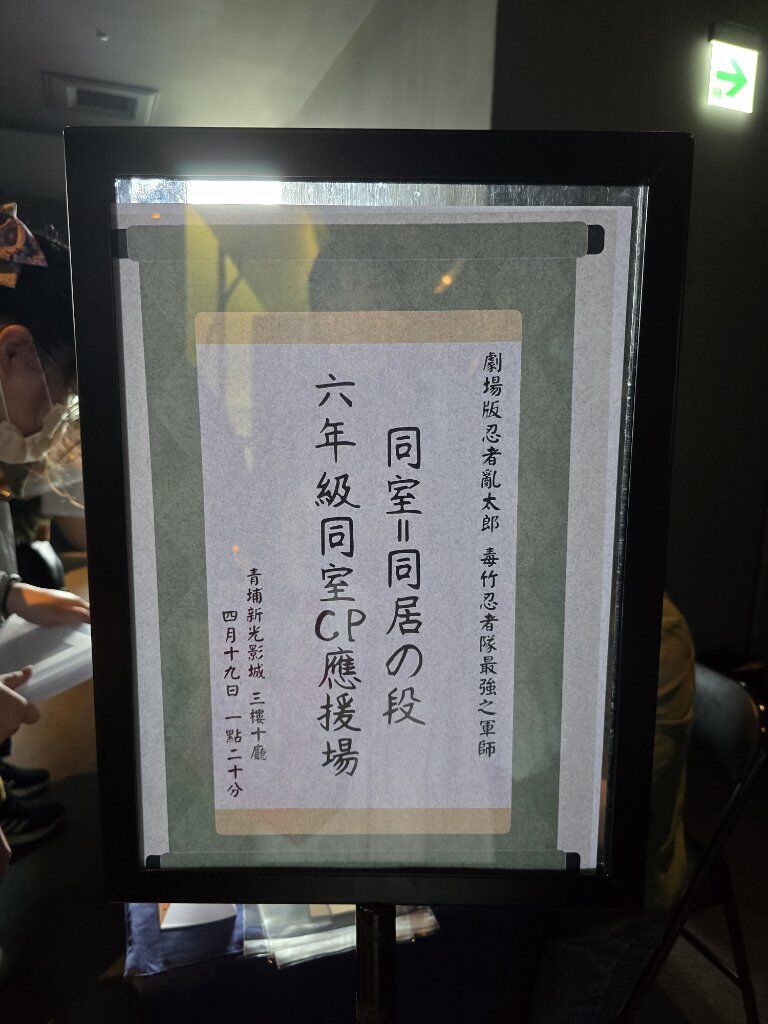 劇場版忍者亂太郎 毒竹忍者隊最強之軍師
同室=同居の段
六年級同室CP應援場
青埔新光影城 三樓十廳
四月十九日 一點二十分